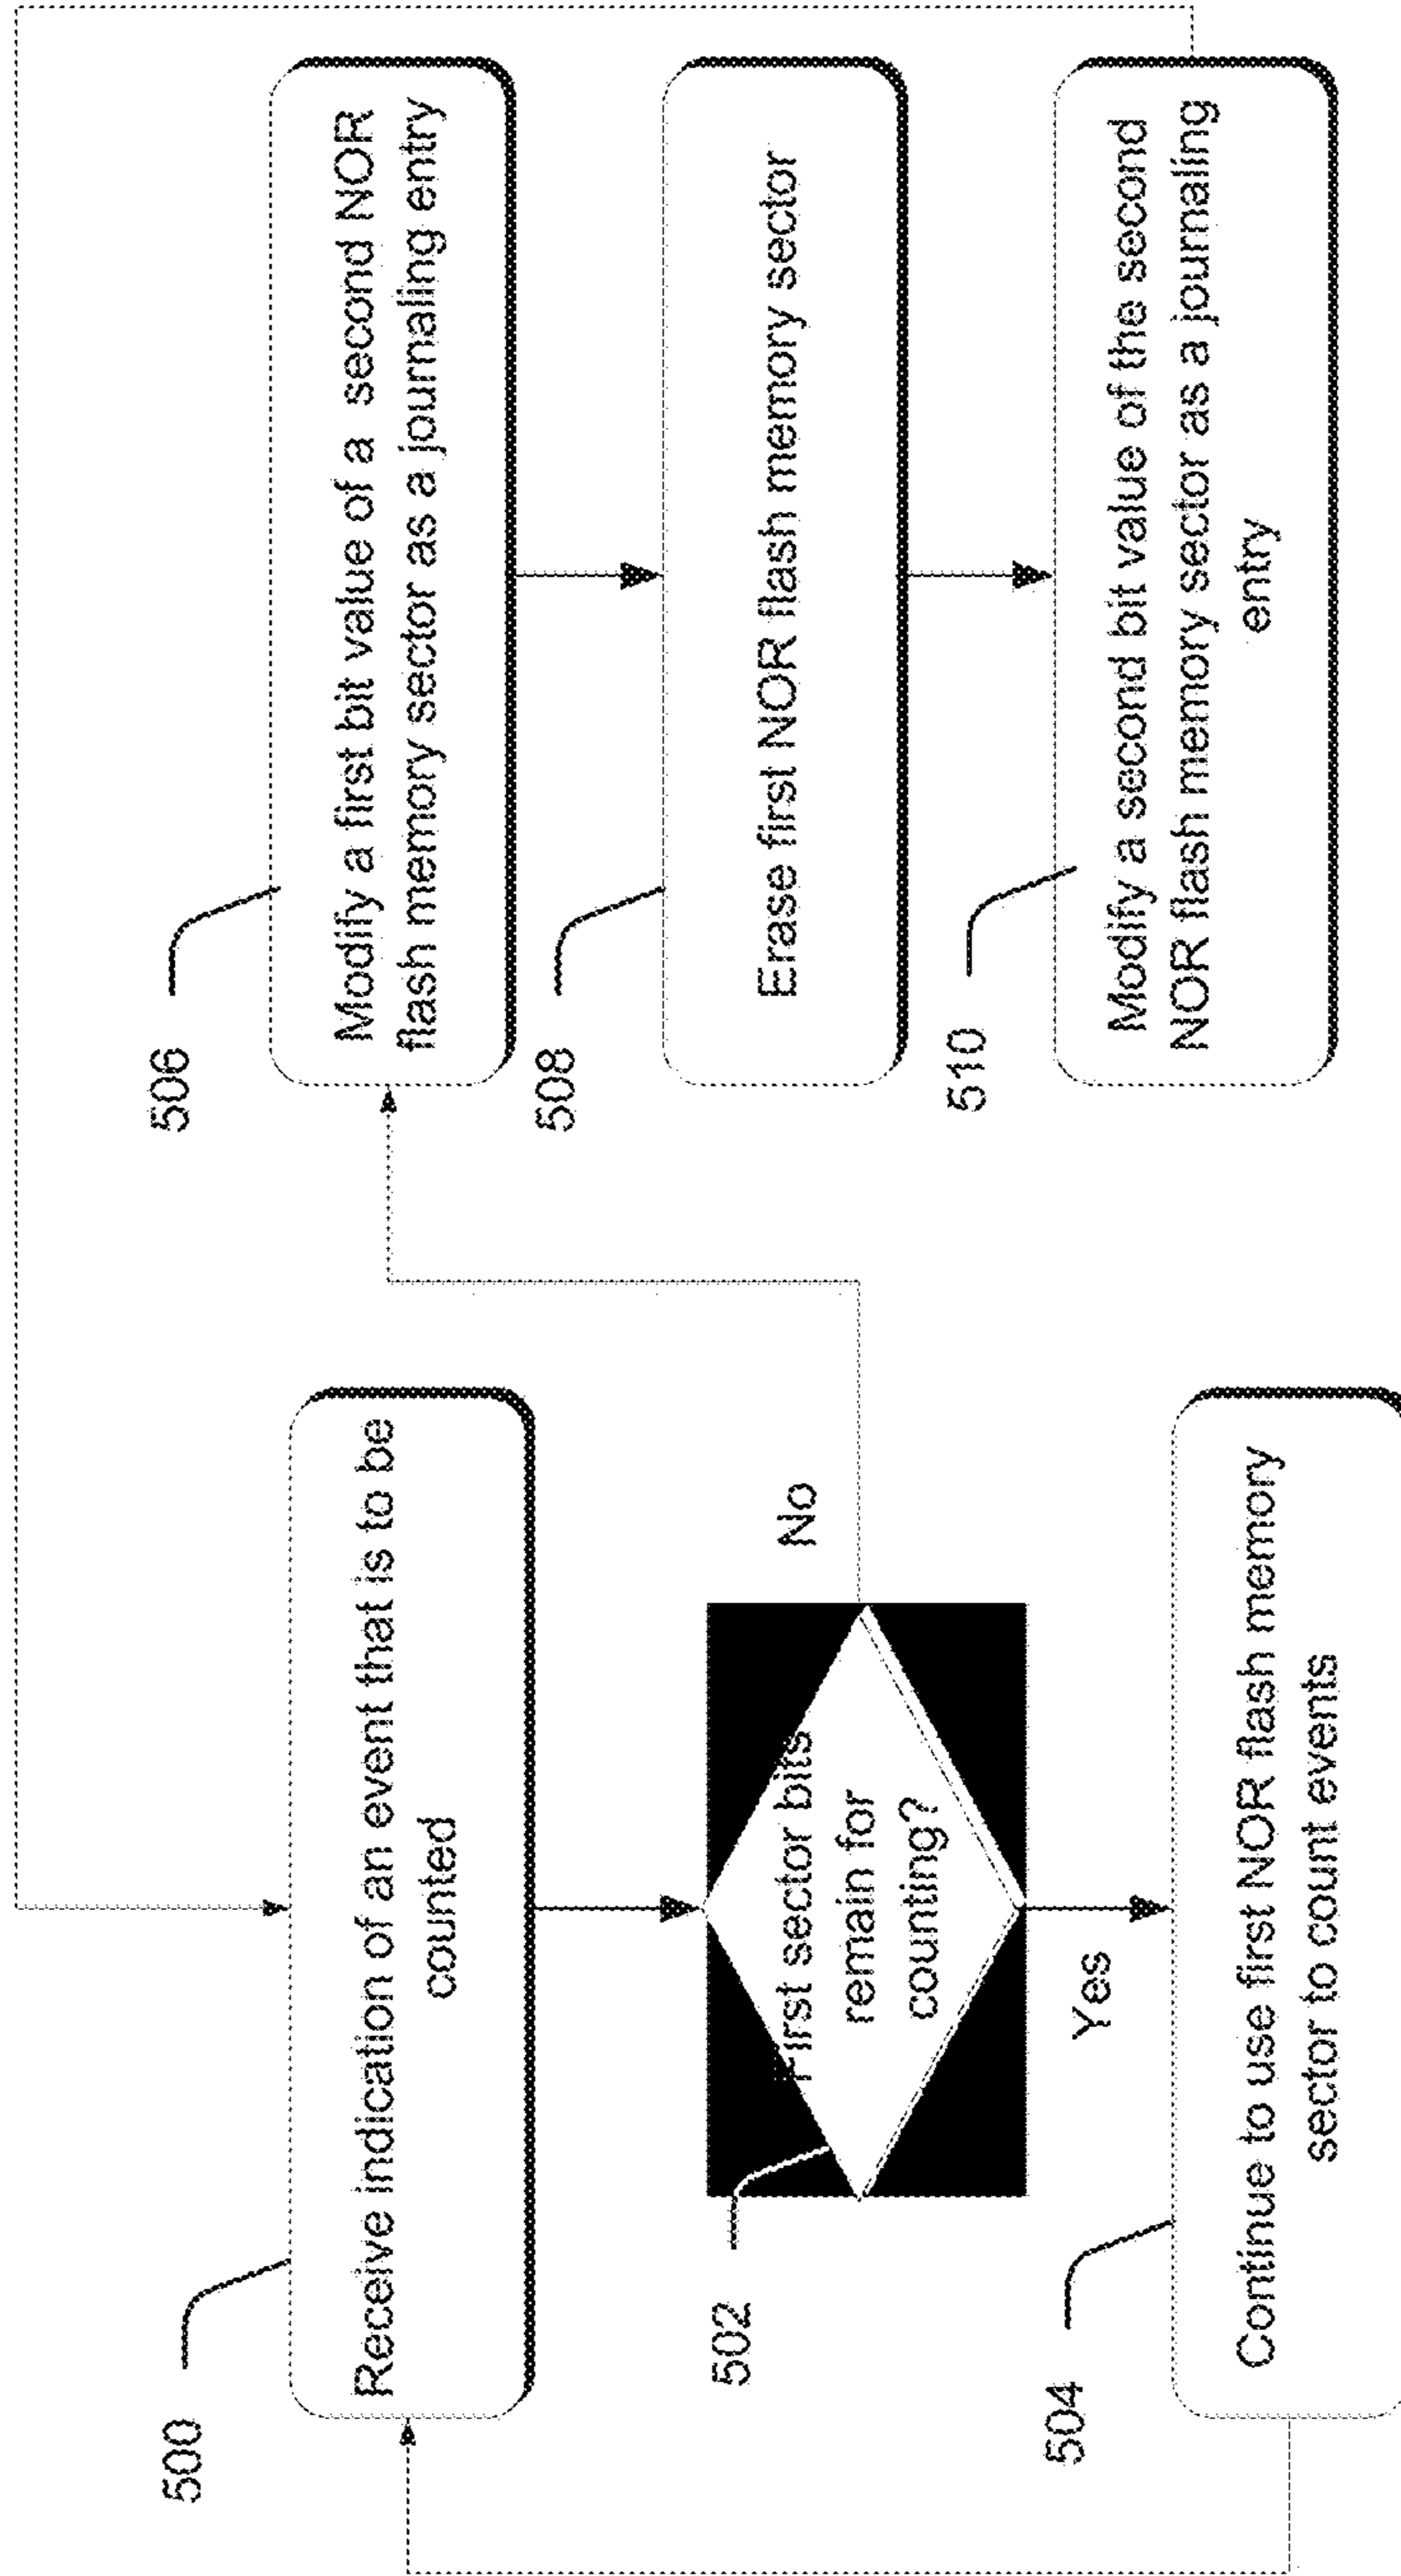 500
Receive indication of an event that is to be
counted
502
First sector bits
remain for
counting?
No
Yes
504
Continue to use first NOR flash memory
sector to count events
506
Modify a first bit value of a second NOR
flash memory sector as a journaling entry
508
Erase first NOR flash memory sector
510
Modify a second bit value of the second
NOR flash memory sector as a journaling
entry